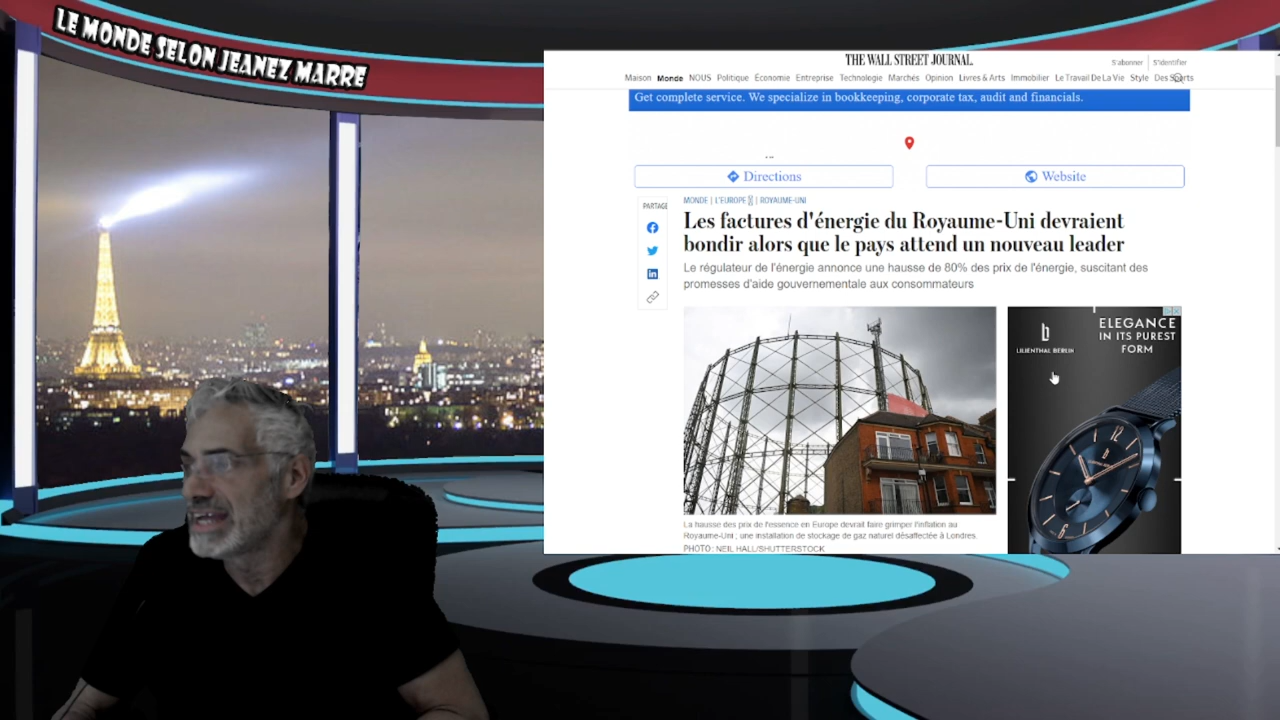 LE MONDE SELON JEANEZ MARRE
THE WALL STREET JOURNAL.
S'abonner | S'identifier
Maison Monde NOUS Politique Économie Entreprise Technologie Marchés Opinion Livres & Arts Immobilier Le Travail De La Vie Style Des Sports
Get complete service. We specialize in bookkeeping, corporate tax, audit and financials.
Directions
Website
PARTAGE
MONDE | L'EUROPE | ROYAUME-UNI
Les factures d'énergie du Royaume-Uni devraient
bondir alors que le pays attend un nouveau leader
Le régulateur de l'énergie annonce une hausse de 80% des prix de l'énergie, suscitant des
promesses d'aide gouvernementale aux consommateurs
ELEGANCE
IN ITS PUREST
FORM
LILIENTHAL BERLIN
La hausse des prix de l'essence en Europe devrait faire grimper l'inflation au
Royaume-Uni ; une installation de stockage de gaz naturel désaffectée à Londres.
PHOTO: NEIL HALL/SHUTTERSTOCK